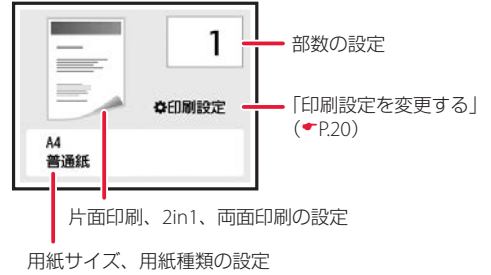 1
部数の設定
印刷設定
「印刷設定を変更する」
（☛P.20）
A4
普通紙
片面印刷、2in1、両面印刷の設定
用紙サイズ、用紙種類の設定